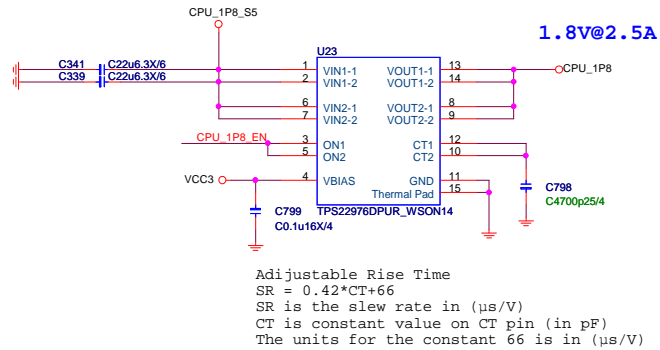 CPU_1P8_S5
1.8V@2.5A
U23
C341 C22u6.3X/6
C339 C22u6.3X/6
1 VIN1-1 VOUT1-1 13
CPU_1P8
2 VIN1-2 VOUT1-2 14
6 VIN2-1 VOUT2-1 8
7 VIN2-2 VOUT2-2 9
CPU_1P8_EN
3 ON1 CT1 12
5 ON2 CT2 10
VCC3 4 VBIAS GND 11
Thermal Pad 15
C798
C4700p25/4
C799
C0.1u16X/4
TPS22976DPUR_WSON14
Adijustable Rise Time
SR = 0.42*CT+66
SR is the slew rate in (µs/V)
CT is constant value on CT pin (in pF)
The units for the constant 66 is in (µs/V)